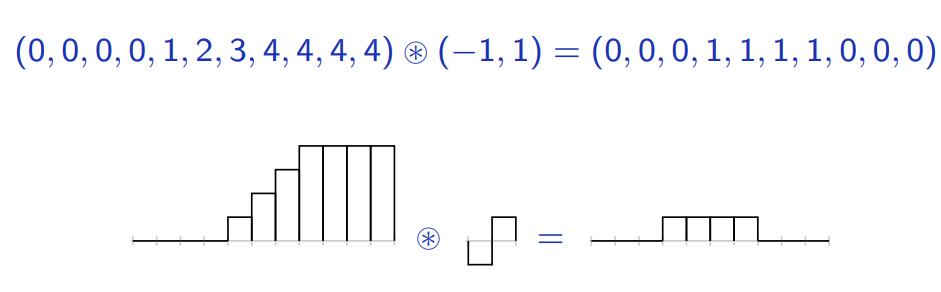 (0, 0, 0, 0, 1, 2, 3, 4, 4, 4, 4) ⊛ (−1, 1) = (0, 0, 0, 1, 1, 1, 1, 0, 0, 0)
⊛ =